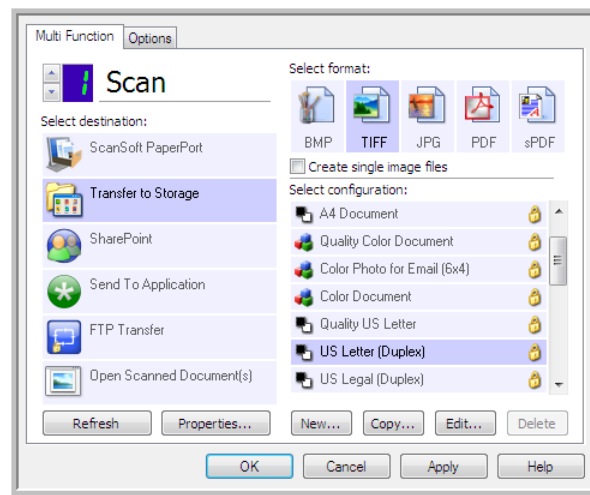 Multi Function
Options
1 Scan
Select destination:
ScanSoft PaperPort
Transfer to Storage
SharePoint
Send To Application
FTP Transfer
Open Scanned Document(s)
Refresh
Properties...
Select format:
BMP
TIFF
JPG
PDF
sPDF
Create single image files
Select configuration:
A4 Document
Quality Color Document
Color Photo for Email (6x4)
Color Document
Quality US Letter
US Letter (Duplex)
US Legal (Duplex)
New...
Copy...
Edit...
Delete
OK
Cancel
Apply
Help